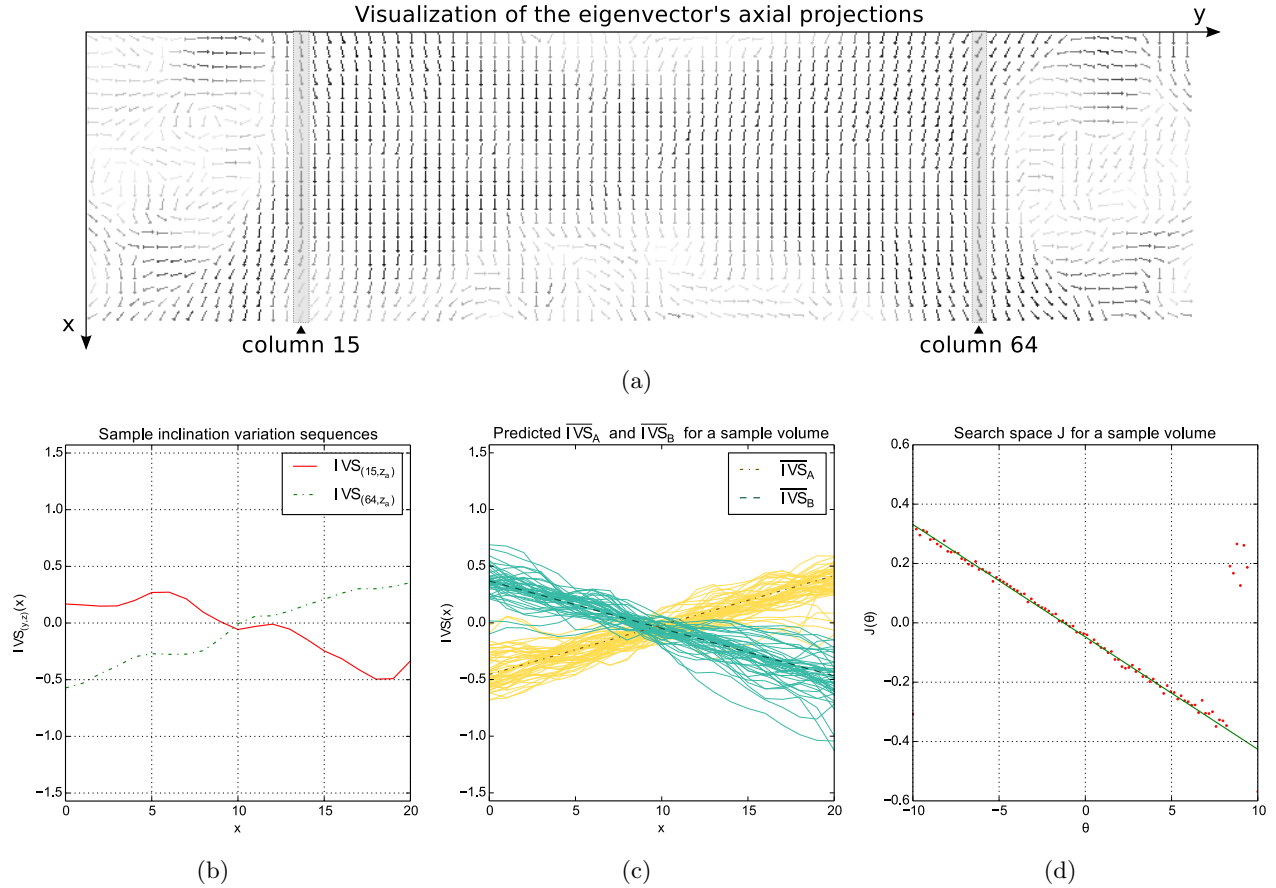 Visualization of the eigenvector's axial projections
y
x
column 15
column 64
(a)
Sample inclination variation sequences
IVS(15,zₐ)
IVS(64,zₐ)
IVS(y,z)(x)
1.5
1.0
0.5
0.0
−0.5
−1.0
−1.5
0
5
10
15
20
x
(b)
Predicted IVS_A and IVS_B for a sample volume
IVS_A
IVS_B
IVS(x)
1.5
1.0
0.5
0.0
−0.5
−1.0
−1.5
0
5
10
15
20
x
(c)
Search space J for a sample volume
J(θ)
0.6
0.4
0.2
0.0
−0.2
−0.4
−0.6
−10
−5
0
5
10
θ
(d)